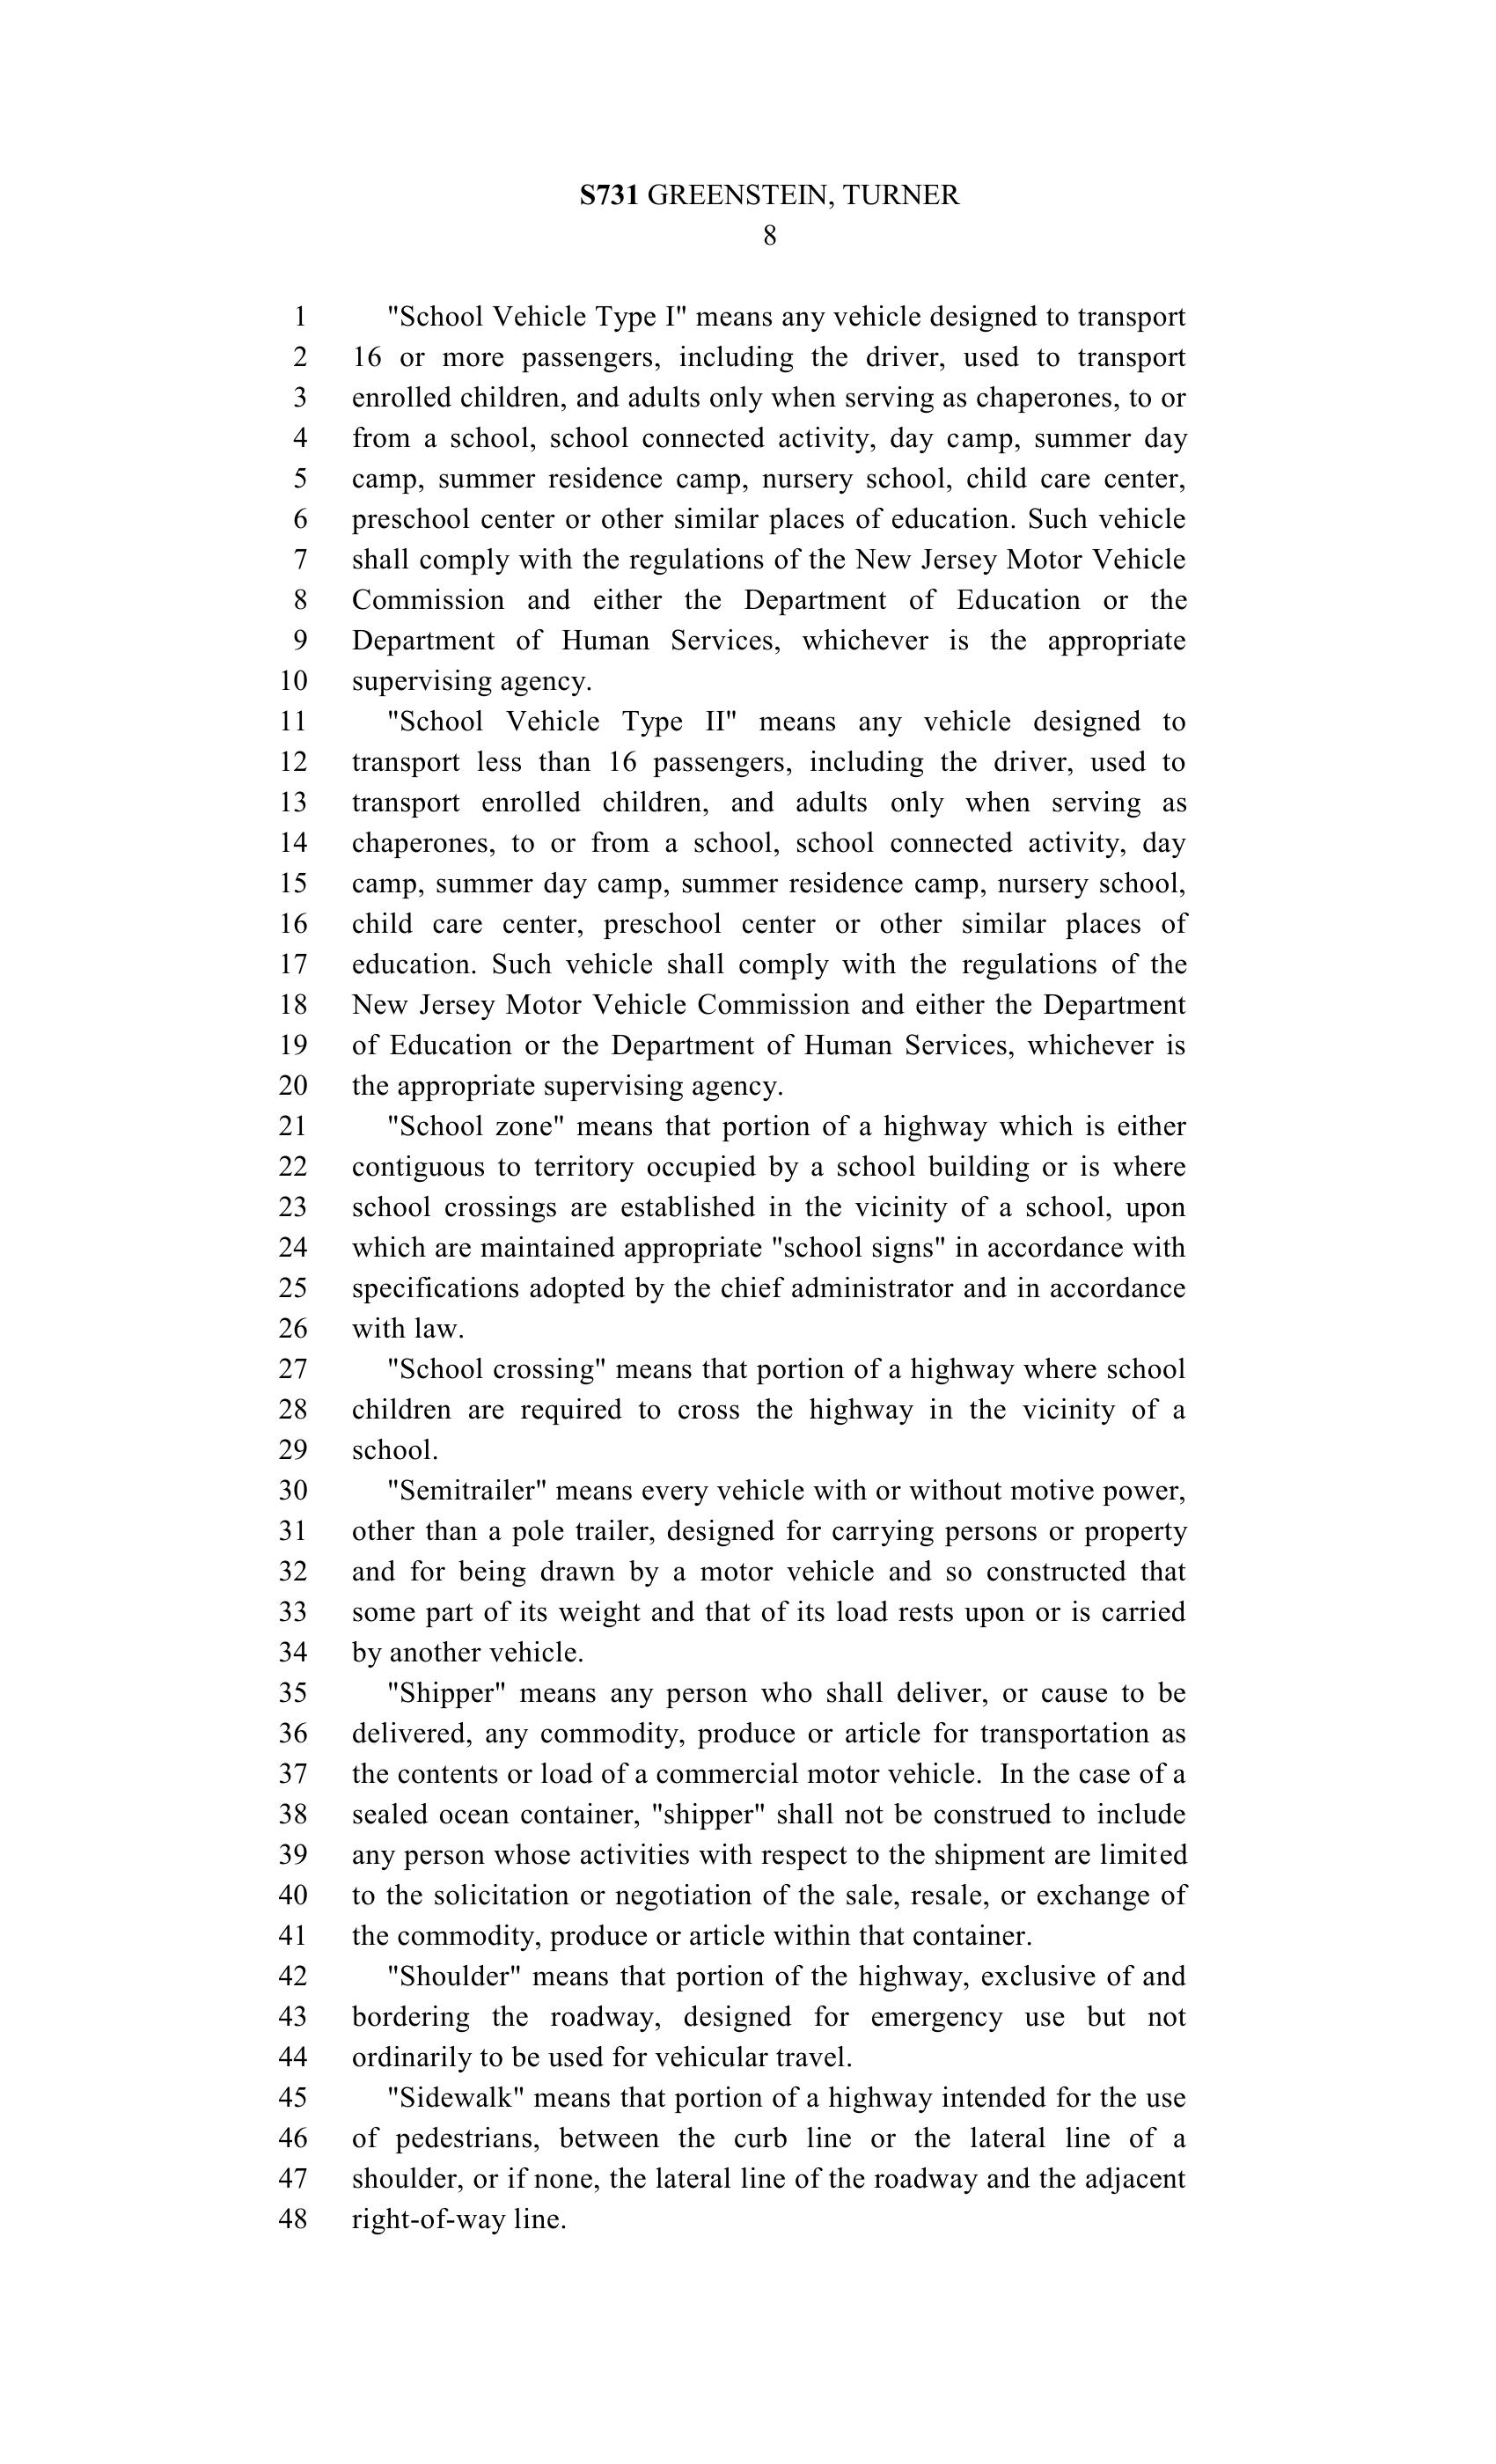 S731 GREENSTEIN, TURNER
8
1 "School Vehicle Type I" means any vehicle designed to transport
2 16 or more passengers, including the driver, used to transport
3 enrolled children, and adults only when serving as chaperones, to or
4 from a school, school connected activity, day camp, summer day
5 camp, summer residence camp, nursery school, child care center,
6 preschool center or other similar places of education. Such vehicle
7 shall comply with the regulations of the New Jersey Motor Vehicle
8 Commission and either the Department of Education or the
9 Department of Human Services, whichever is the appropriate
10 supervising agency.
11 "School Vehicle Type II" means any vehicle designed to
12 transport less than 16 passengers, including the driver, used to
13 transport enrolled children, and adults only when serving as
14 chaperones, to or from a school, school connected activity, day
15 camp, summer day camp, summer residence camp, nursery school,
16 child care center, preschool center or other similar places of
17 education. Such vehicle shall comply with the regulations of the
18 New Jersey Motor Vehicle Commission and either the Department
19 of Education or the Department of Human Services, whichever is
20 the appropriate supervising agency.
21 "School zone" means that portion of a highway which is either
22 contiguous to territory occupied by a school building or is where
23 school crossings are established in the vicinity of a school, upon
24 which are maintained appropriate "school signs" in accordance with
25 specifications adopted by the chief administrator and in accordance
26 with law.
27 "School crossing" means that portion of a highway where school
28 children are required to cross the highway in the vicinity of a
29 school.
30 "Semitrailer" means every vehicle with or without motive power,
31 other than a pole trailer, designed for carrying persons or property
32 and for being drawn by a motor vehicle and so constructed that
33 some part of its weight and that of its load rests upon or is carried
34 by another vehicle.
35 "Shipper" means any person who shall deliver, or cause to be
36 delivered, any commodity, produce or article for transportation as
37 the contents or load of a commercial motor vehicle.  In the case of a
38 sealed ocean container, "shipper" shall not be construed to include
39 any person whose activities with respect to the shipment are limited
40 to the solicitation or negotiation of the sale, resale, or exchange of
41 the commodity, produce or article within that container.
42 "Shoulder" means that portion of the highway, exclusive of and
43 bordering the roadway, designed for emergency use but not
44 ordinarily to be used for vehicular travel.
45 "Sidewalk" means that portion of a highway intended for the use
46 of pedestrians, between the curb line or the lateral line of a
47 shoulder, or if none, the lateral line of the roadway and the adjacent
48 right-of-way line.